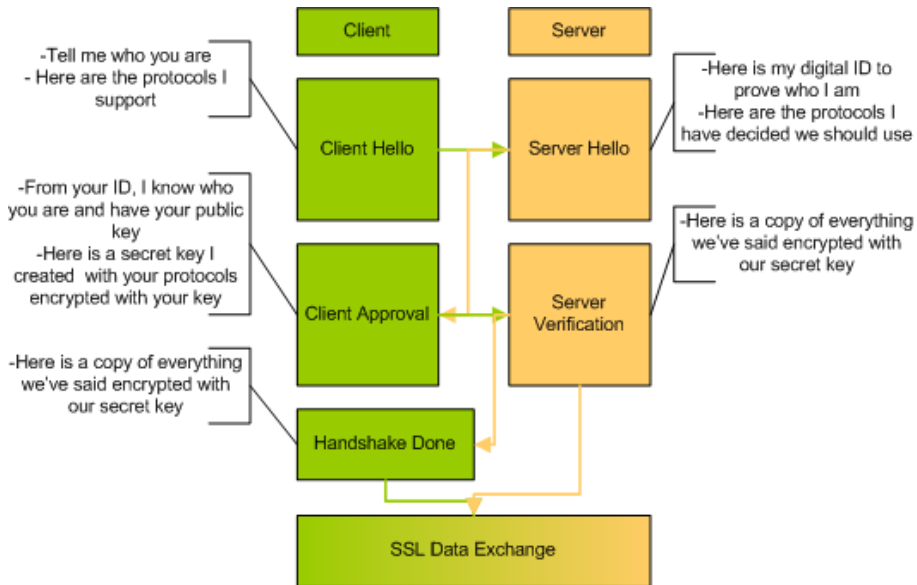 Client
Server
-Tell me who you are
- Here are the protocols I
support
-Here is my digital ID to
prove who I am
-Here are the protocols I
have decided we should use
Client Hello
Server Hello
-From your ID, I know who
you are and have your public
key
-Here is a secret key I
created with your protocols
encrypted with your key
-Here is a copy of everything
we've said encrypted with
our secret key
Client Approval
Server
Verification
-Here is a copy of everything
we've said encrypted with
our secret key
Handshake Done
SSL Data Exchange